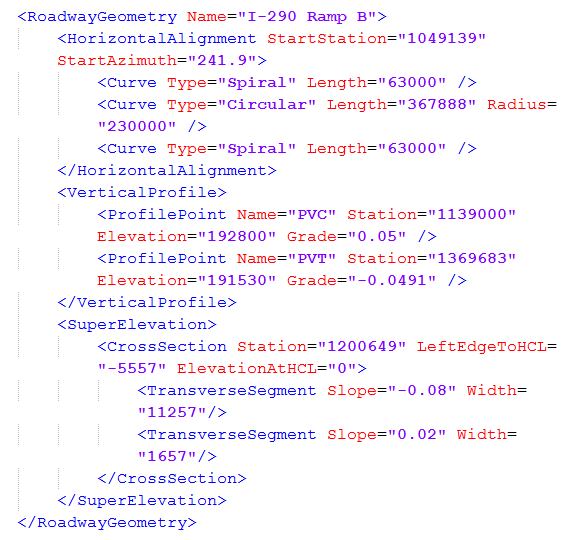 <RoadwayGeometry Name="I-290 Ramp B">
<HorizontalAlignment StartStation="1049139"
StartAzimuth="241.9">
<Curve Type="Spiral" Length="63000" />
<Curve Type="Circular" Length="367888" Radius=
"230000" />
<Curve Type="Spiral" Length="63000" />
</HorizontalAlignment>
<VerticalProfile>
<ProfilePoint Name="PVC" Station="1139000"
Elevation="192800" Grade="0.05" />
<ProfilePoint Name="PVT" Station="1369683"
Elevation="191530" Grade="-0.0491" />
</VerticalProfile>
<SuperElevation>
<CrossSection Station="1200649" LeftEdgeToHCL=
"-5557" ElevationAtHCL="0">
<TransverseSegment Slope="-0.08" Width=
"11257"/>
<TransverseSegment Slope="0.02" Width=
"1657"/>
</CrossSection>
</SuperElevation>
</RoadwayGeometry>